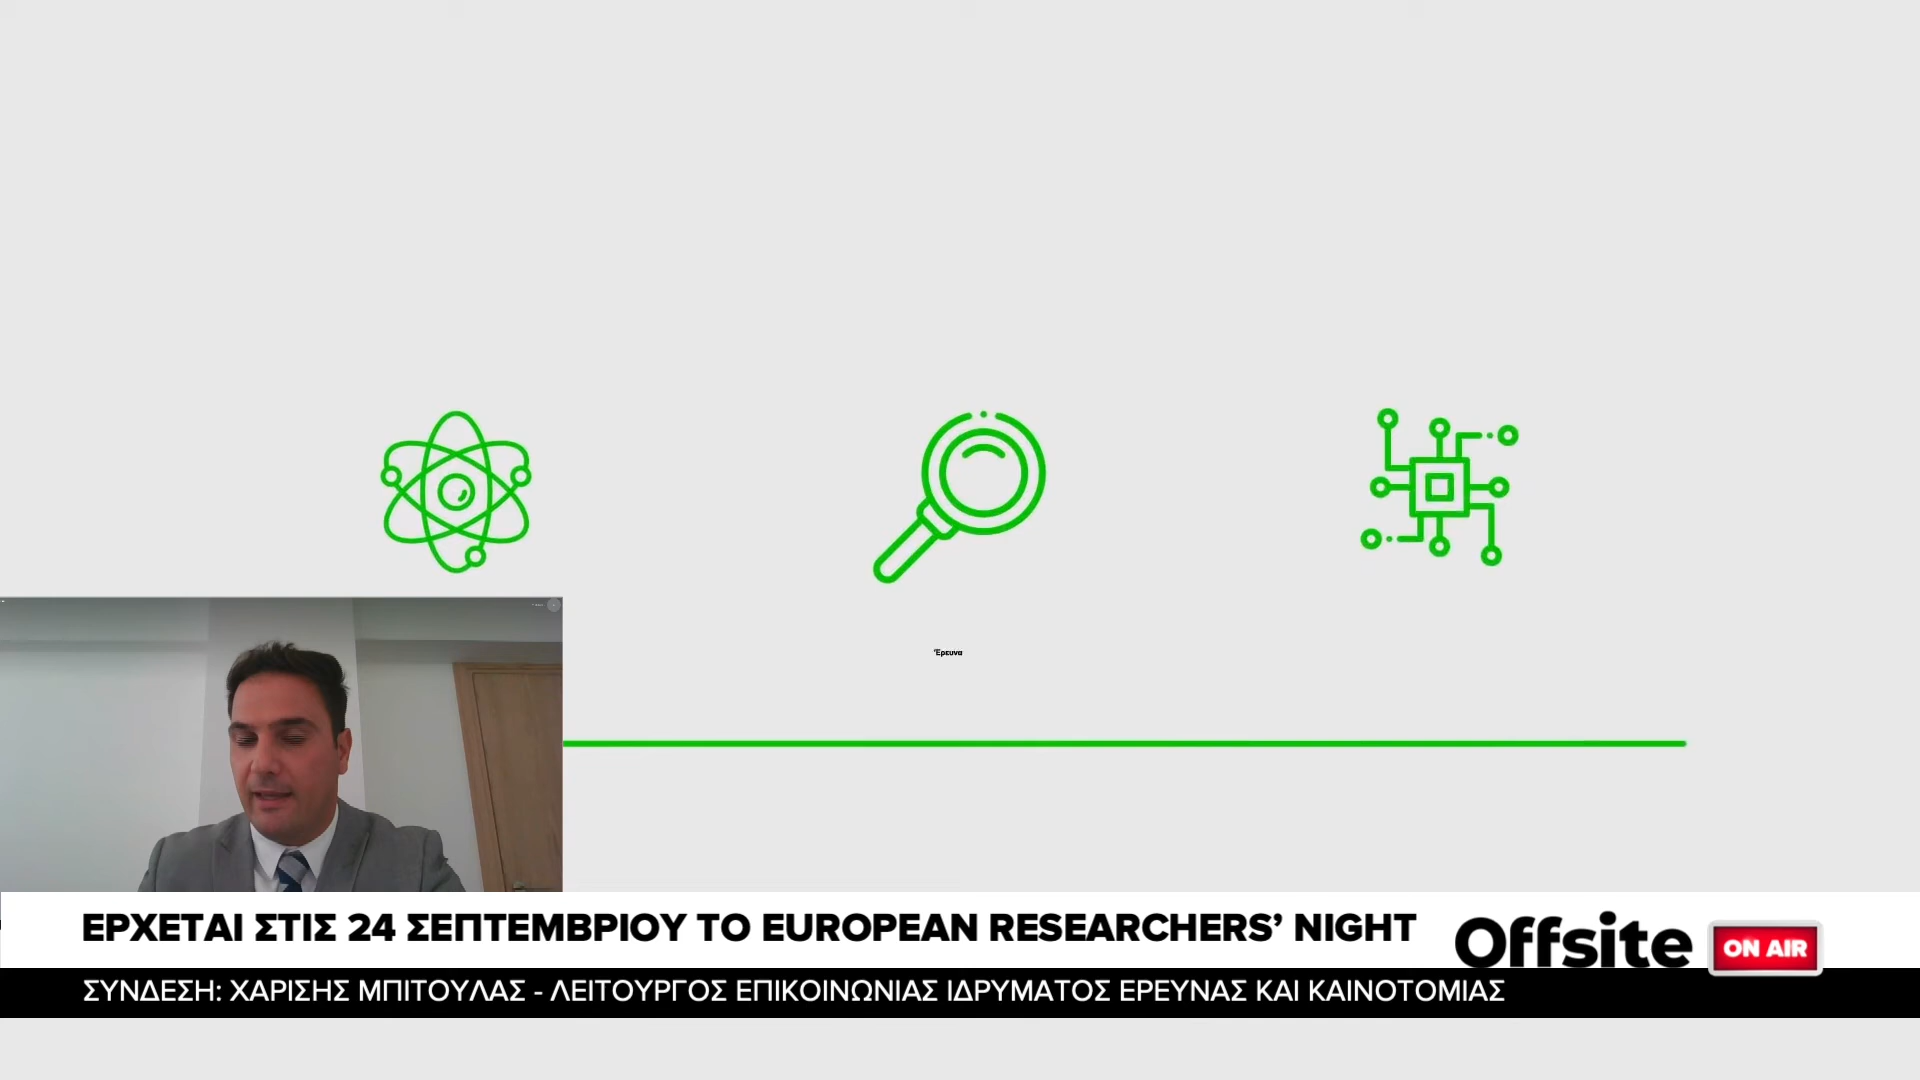 Έρευνα
ΕΡΧΕΤΑΙ ΣΤΙΣ 24 ΣΕΠΤΕΜΒΡΙΟΥ ΤΟ EUROPEAN RESEARCHERS’ NIGHT
Offsite
ON AIR
ΣΥΝΔΕΣΗ: ΧΑΡΙΣΗΣ ΜΠΙΤΟΥΛΑΣ - ΛΕΙΤΟΥΡΓΟΣ ΕΠΙΚΟΙΝΩΝΙΑΣ ΙΔΡΥΜΑΤΟΣ ΕΡΕΥΝΑΣ ΚΑΙ ΚΑΙΝΟΤΟΜΙΑΣ